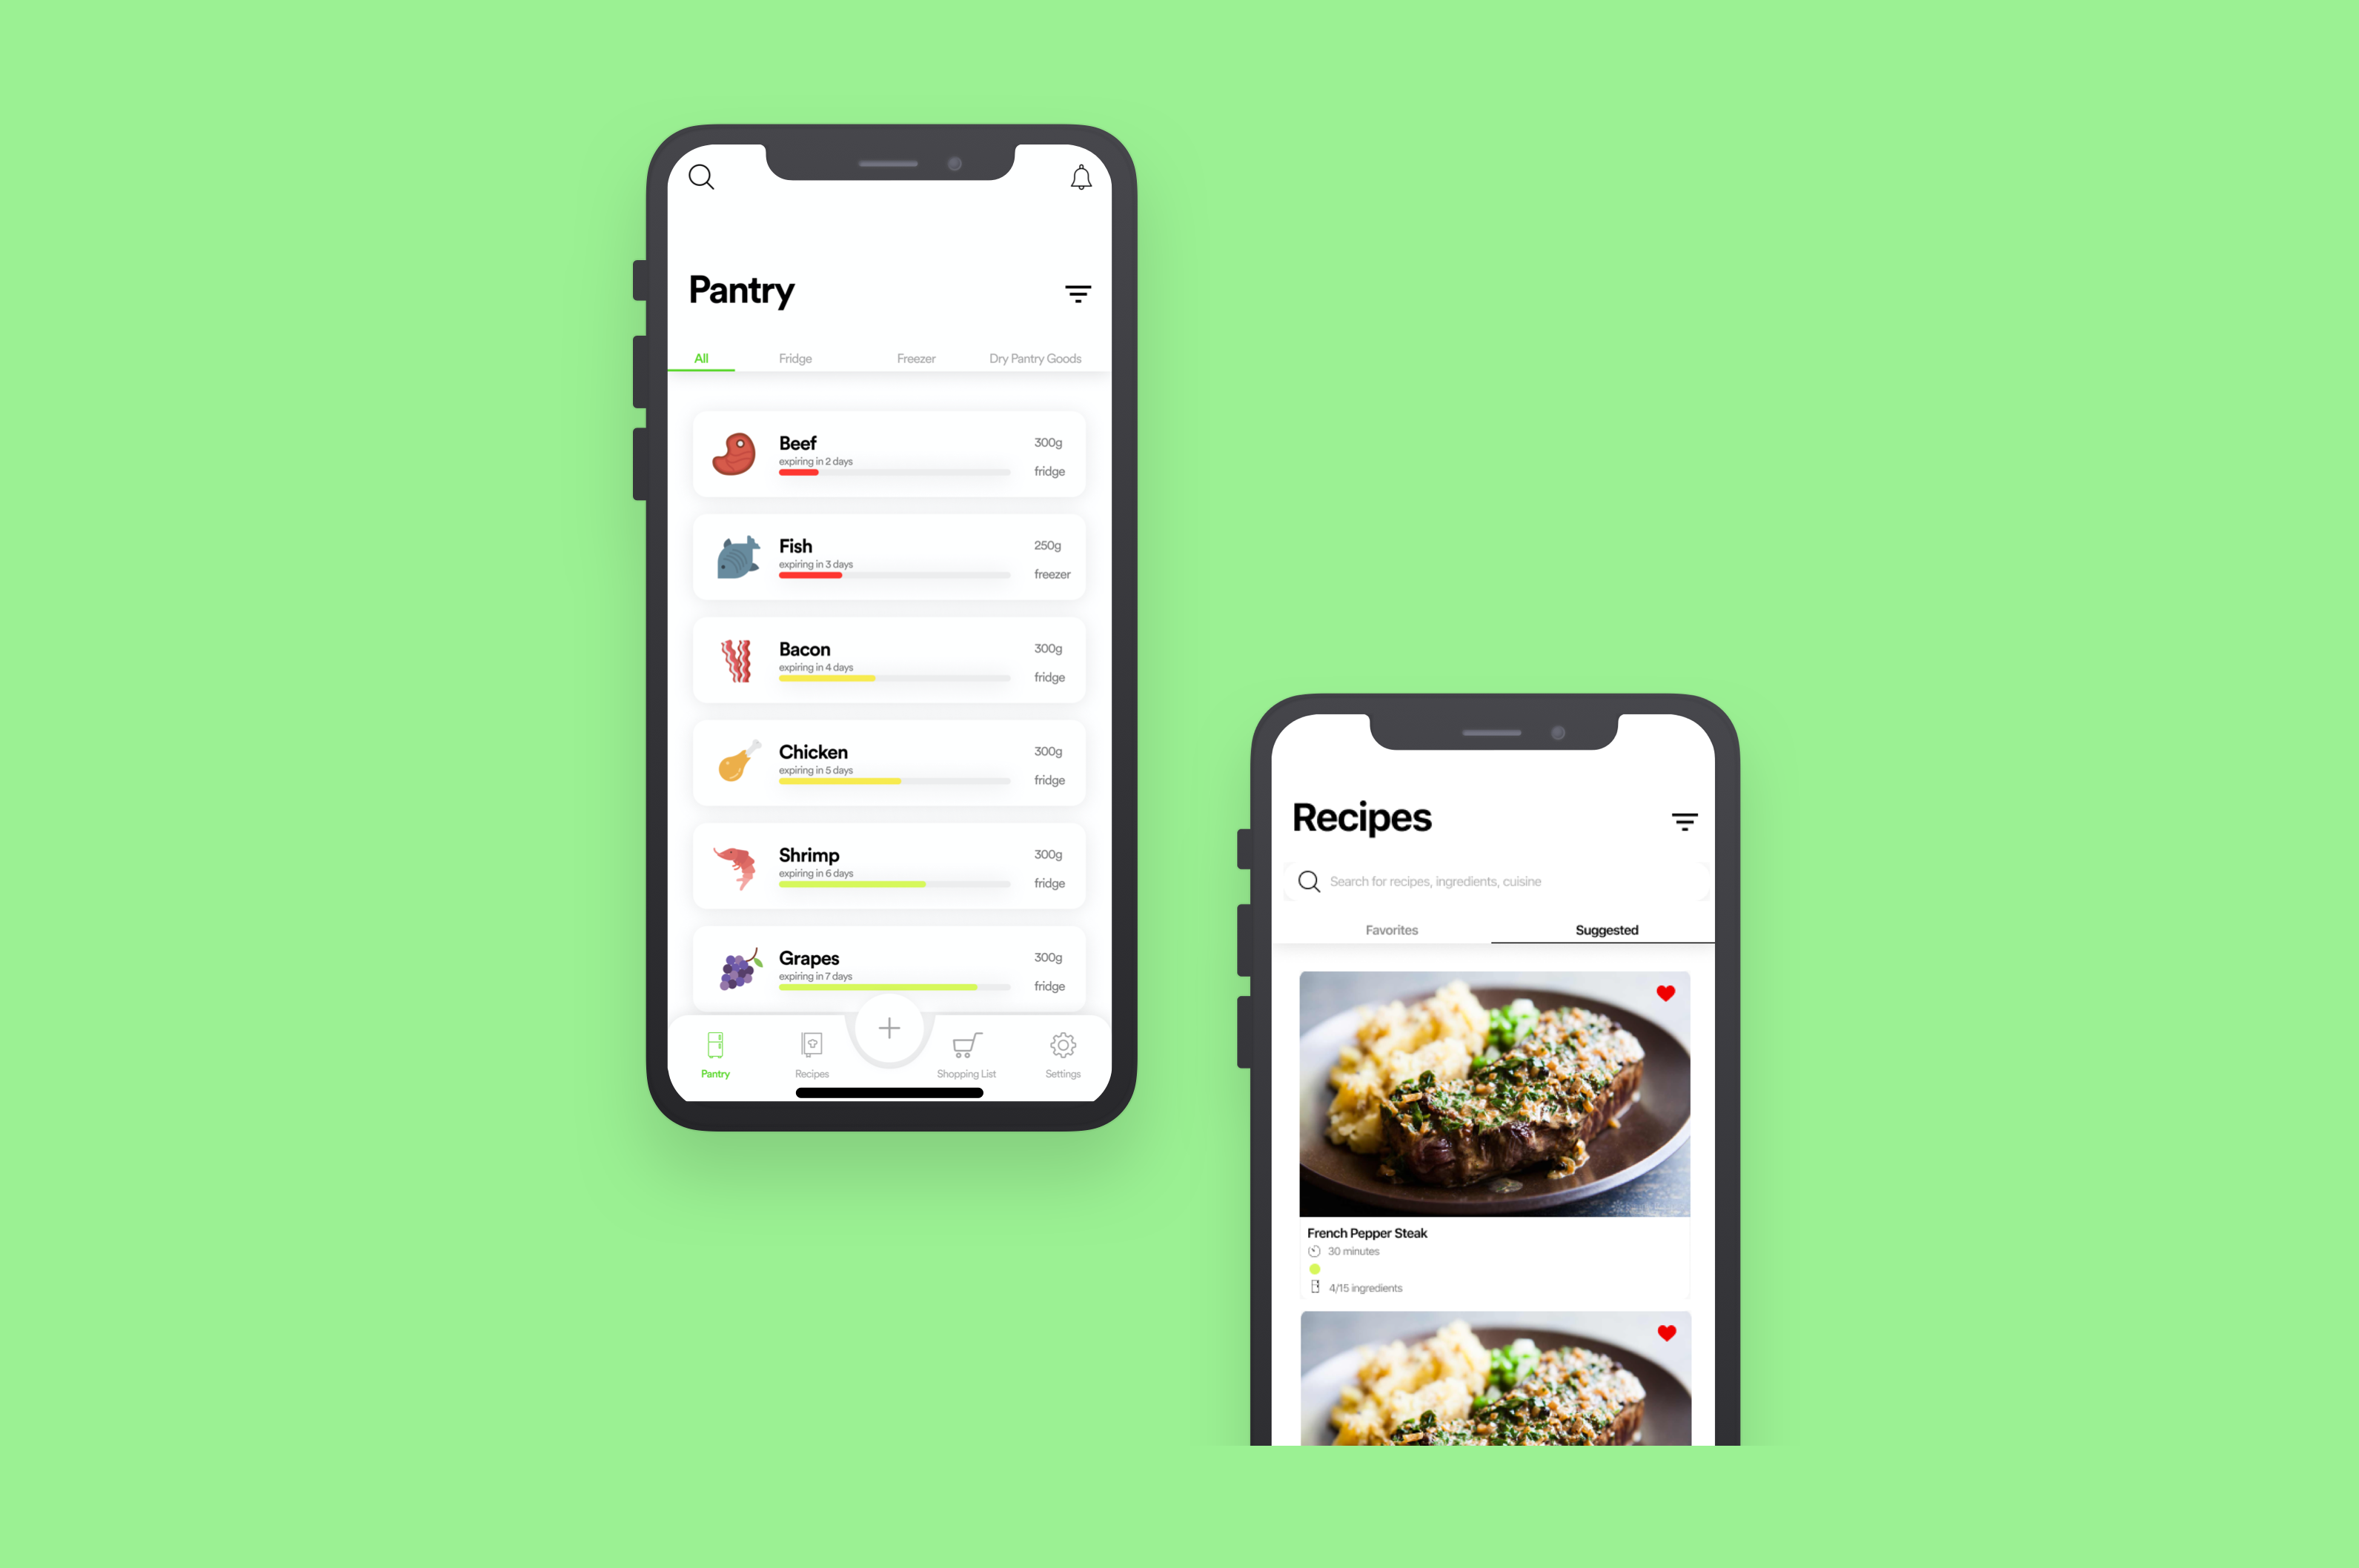 Pantry
All Fridge Freezer Dry Pantry Goods
Beef 300g
expiring in 2 days fridge
Fish 250g
expiring in 3 days freezer
Bacon 300g
expiring in 4 days fridge
Chicken 300g
expiring in 5 days fridge
Shrimp 300g
expiring in 6 days fridge
Grapes 300g
expiring in 7 days fridge
Pantry Recipes Shopping List Settings
Recipes
Search for recipes, ingredients, cuisine
Favorites Suggested
French Pepper Steak
30 minutes
4/15 ingredients